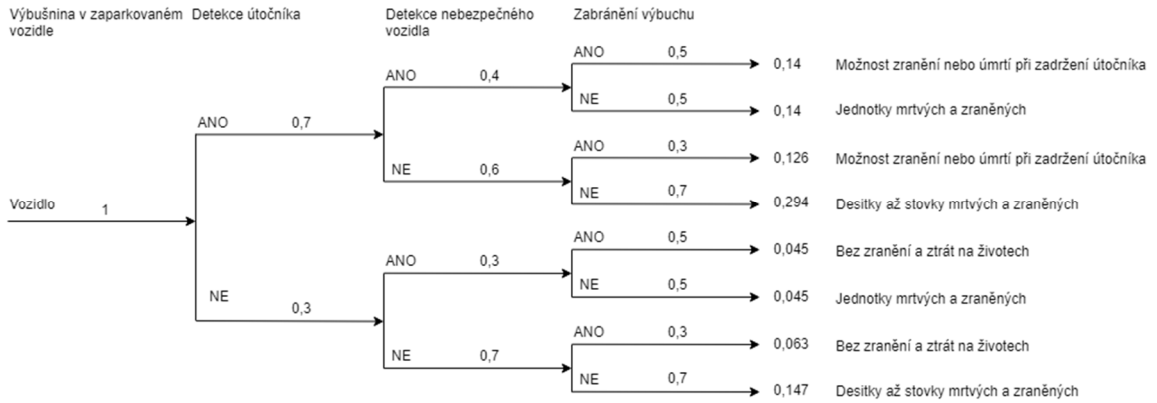 Výbušnina v zaparkovaném
vozidle
Detekce útočníka
Detekce nebezpečného
vozidla
Zabránění výbuchu
ANO 0,5 0,14 Možnost zranění nebo úmrtí při zadržení útočníka
ANO 0,4
NE 0,5 0,14 Jednotky mrtvých a zraněných
ANO 0,7
ANO 0,3 0,126 Možnost zranění nebo úmrtí při zadržení útočníka
NE 0,6
NE 0,7 0,294 Desitky až stovky mrtvých a zraněných
Vozidlo 1
ANO 0,5 0,045 Bez zranění a ztrát na životech
ANO 0,3
NE 0,5 0,045 Jednotky mrtvých a zraněných
NE 0,3
ANO 0,3 0,063 Bez zranění a ztrát na životech
NE 0,7
NE 0,7 0,147 Desitky až stovky mrtvých a zraněných